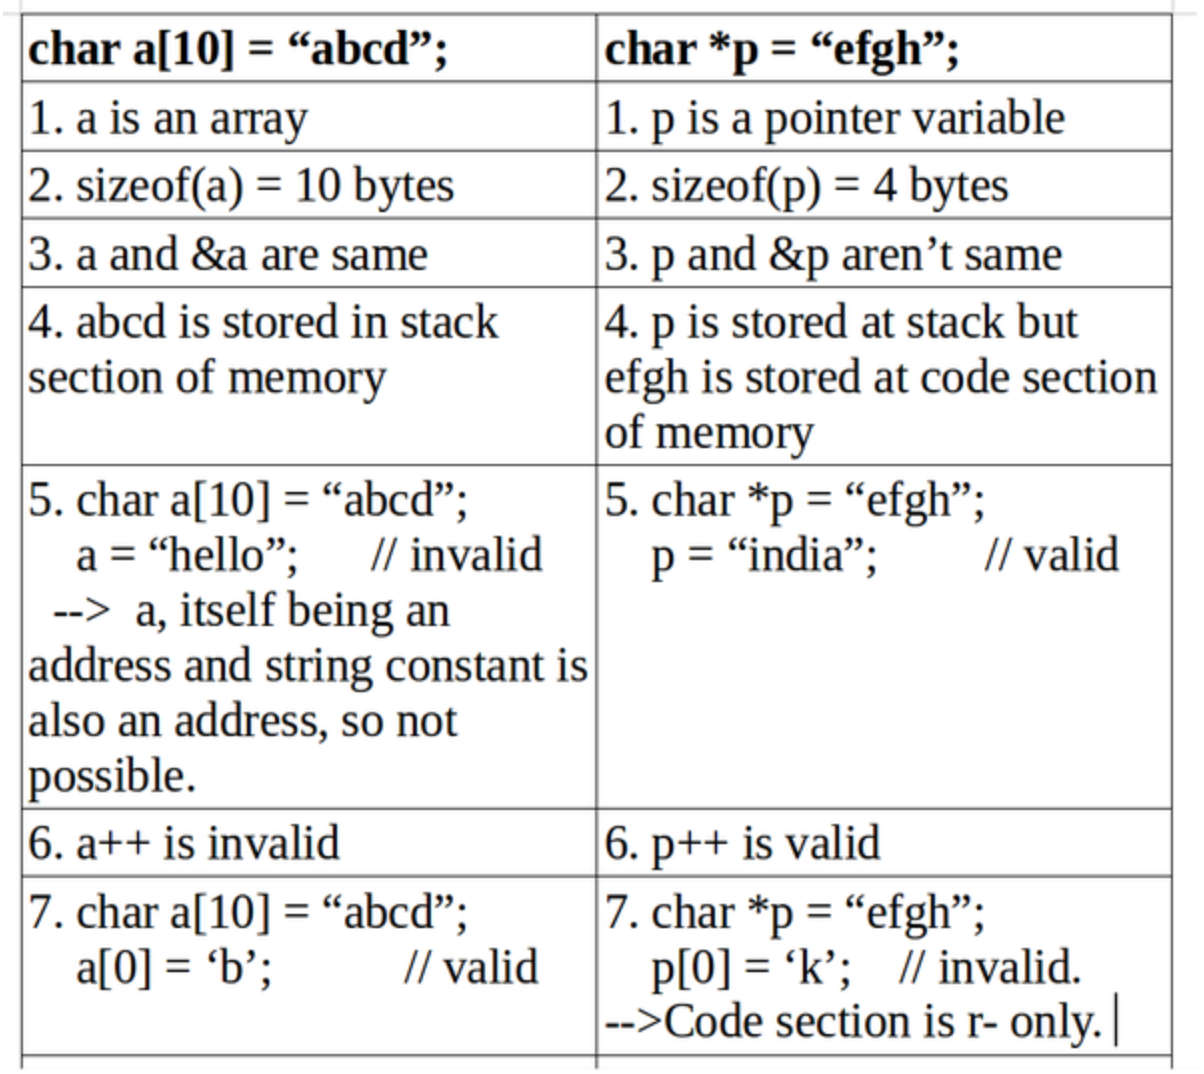 char a[10] = “abcd”;
char *p = “efgh”;
1. a is an array
1. p is a pointer variable
2. sizeof(a) = 10 bytes
2. sizeof(p) = 4 bytes
3. a and &a are same
3. p and &p aren’t same
4. abcd is stored in stack
section of memory
4. p is stored at stack but
efgh is stored at code section
of memory
5. char a[10] = “abcd”;
a = “hello”; // invalid
--> a, itself being an
address and string constant is
also an address, so not
possible.
5. char *p = “efgh”;
p = “india”; // valid
6. a++ is invalid
6. p++ is valid
7. char a[10] = “abcd”;
a[0] = ‘b’; // valid
7. char *p = “efgh”;
p[0] = ‘k’; // invalid.
-->Code section is r- only.